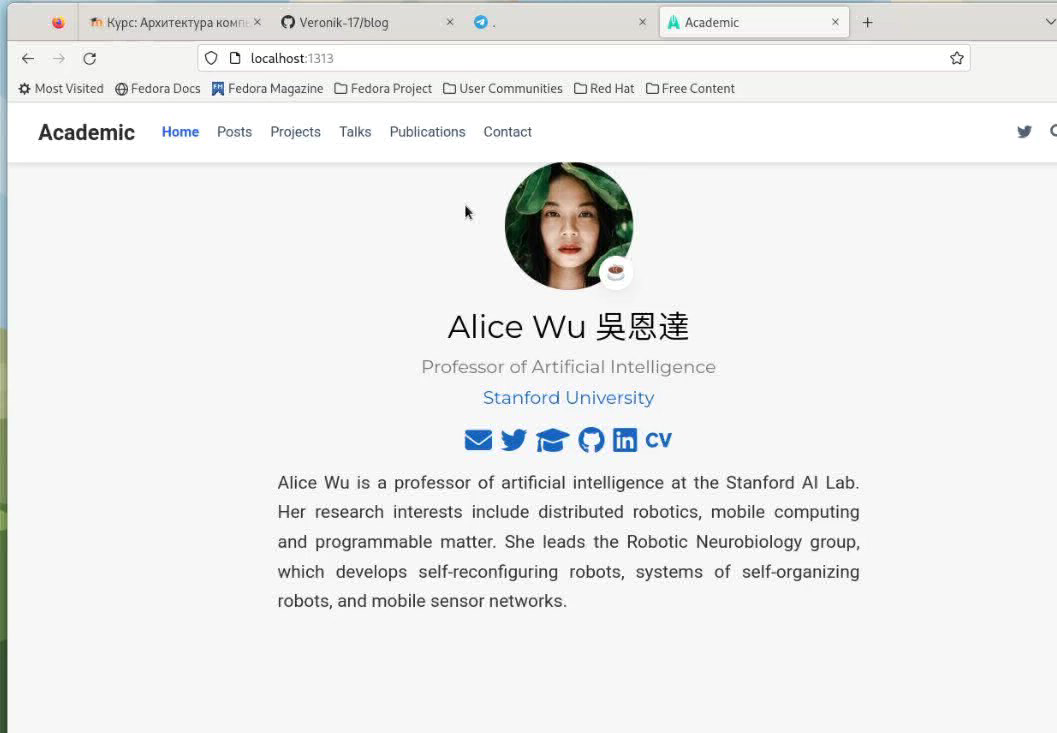 Курс: Архитектура компе
Veronik-17/blog
.
Academic
localhost:1313
Most Visited
Fedora Docs
Fedora Magazine
Fedora Project
User Communities
Red Hat
Free Content
Academic
Home
Posts
Projects
Talks
Publications
Contact
Alice Wu 吳恩達
Professor of Artificial Intelligence
Stanford University
CV
Alice Wu is a professor of artificial intelligence at the Stanford AI Lab.
Her research interests include distributed robotics, mobile computing
and programmable matter. She leads the Robotic Neurobiology group,
which develops self-reconfiguring robots, systems of self-organizing
robots, and mobile sensor networks.